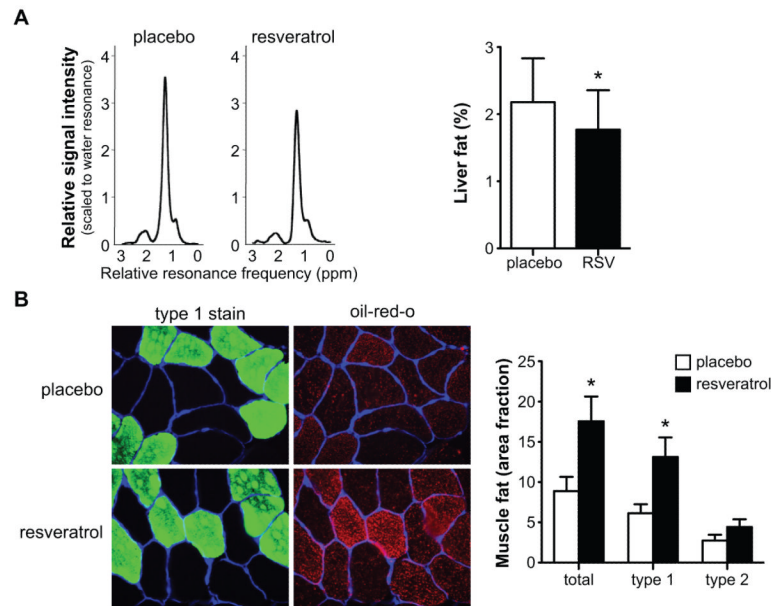 A
placebo
resveratrol
Relative signal intensity
(scaled to water resonance)
4
3
2
1
0
4
3
2
1
0
3 2 1 0
3 2 1 0
Relative resonance frequency (ppm)
Liver fat (%)
3
2
1
0
*
placebo RSV
B
type 1 stain
oil-red-o
placebo
resveratrol
Muscle fat (area fraction)
25
20
15
10
5
0
placebo
resveratrol
*
*
total type 1 type 2